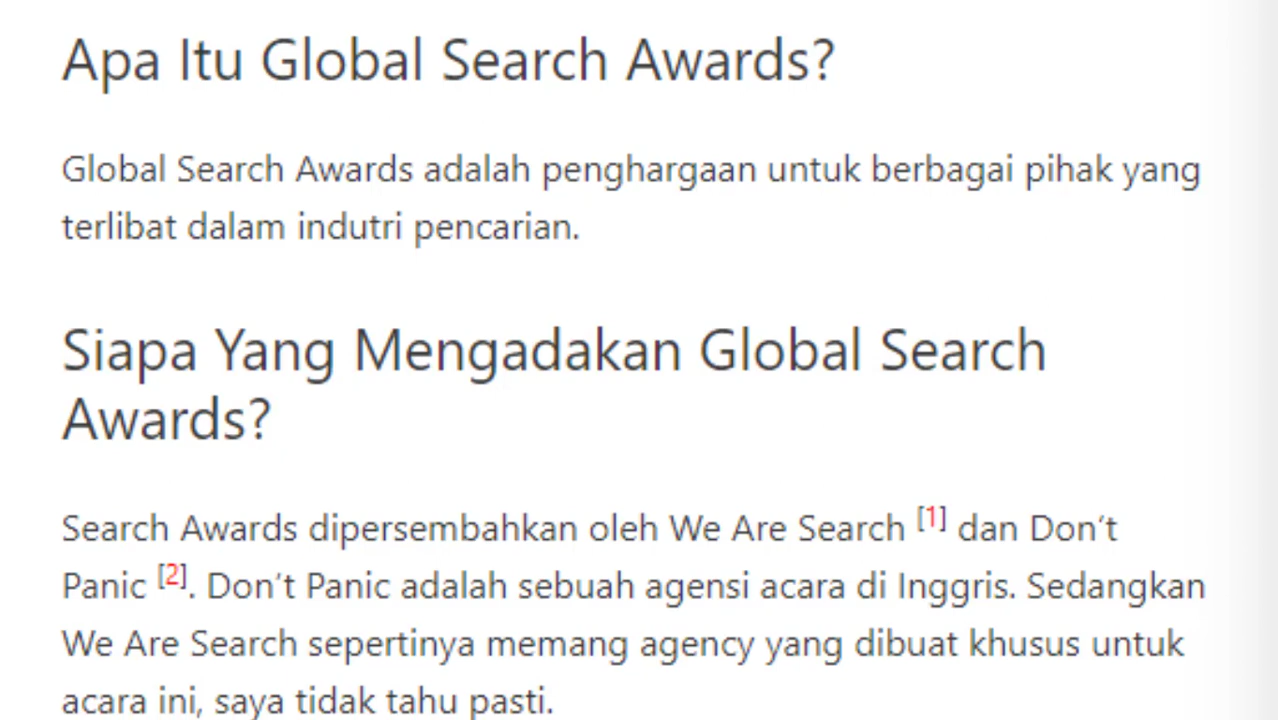 Apa Itu Global Search Awards?
Global Search Awards adalah penghargaan untuk berbagai pihak yang
terlibat dalam indutri pencarian.
Siapa Yang Mengadakan Global Search
Awards?
Search Awards dipersembahkan oleh We Are Search [1] dan Don’t
Panic [2]. Don’t Panic adalah sebuah agensi acara di Inggris. Sedangkan
We Are Search sepertinya memang agency yang dibuat khusus untuk
acara ini, saya tidak tahu pasti.